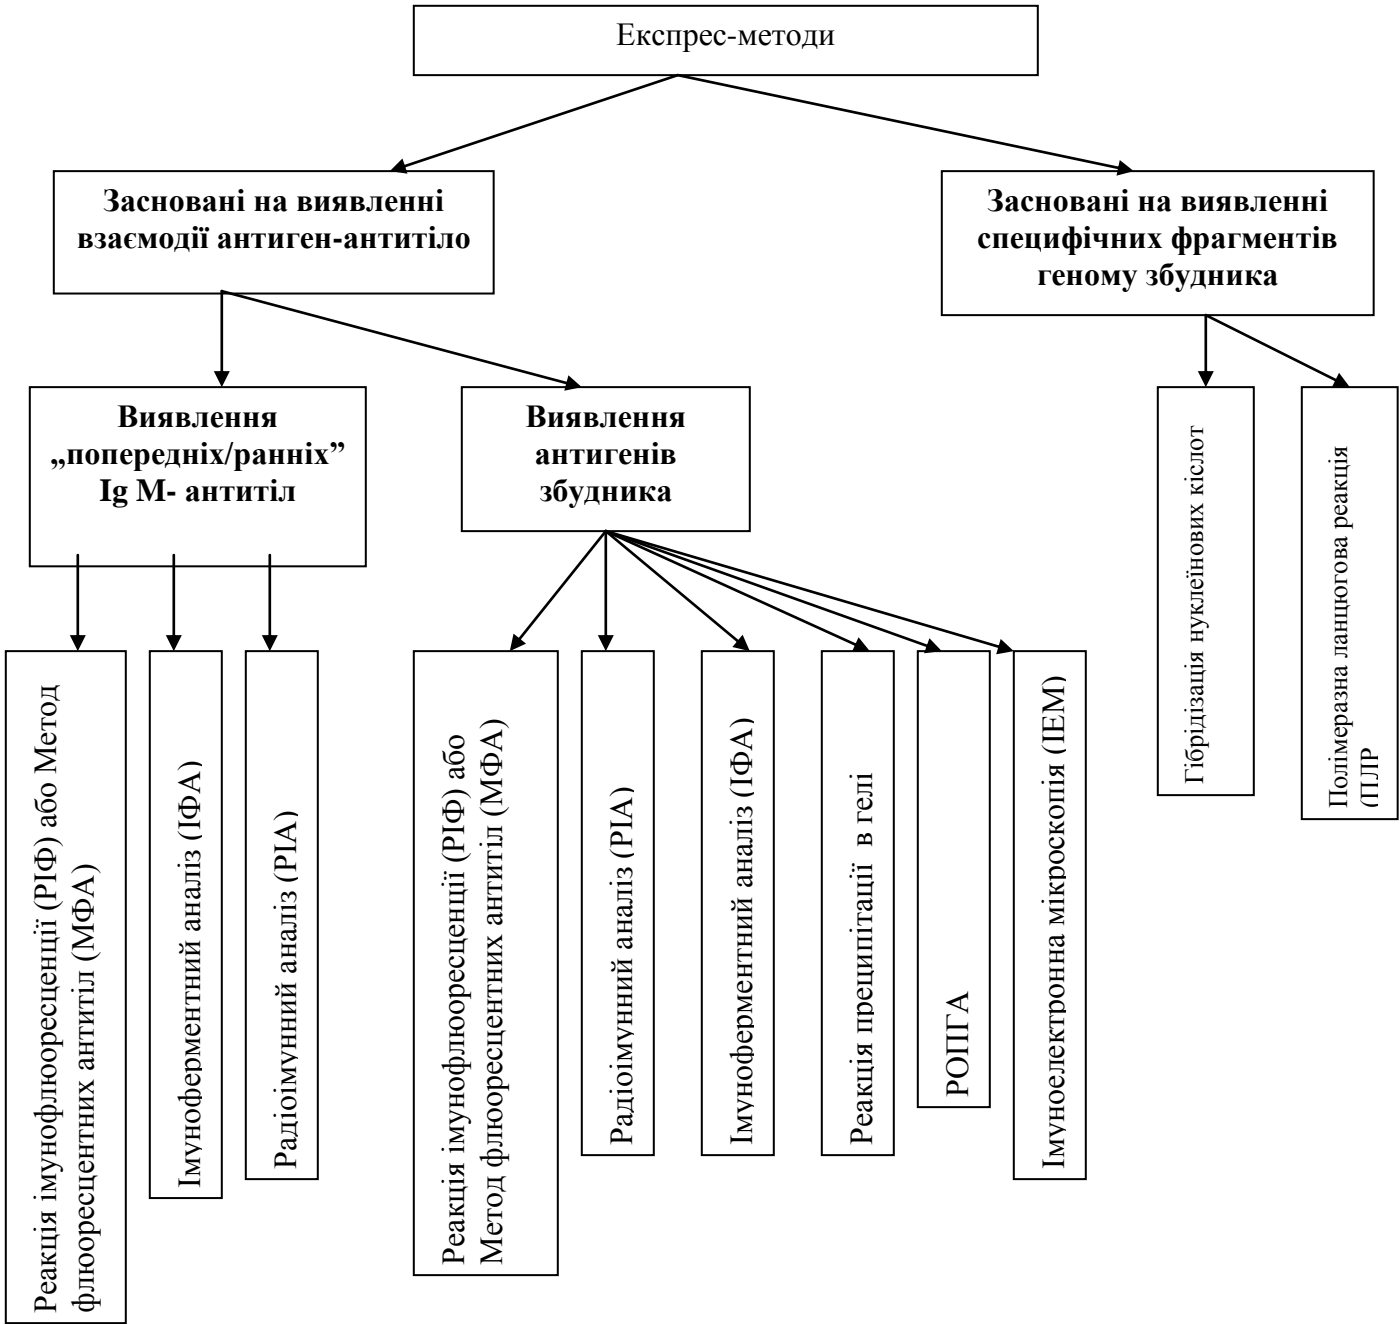 Експрес-методи
Засновані на виявленні
взаємодії антиген-антитіло
Засновані на виявленні
специфічних фрагментів
геному збудника
Виявлення
„попередніх/ранніх”
Ig M- антитіл
Виявлення
антигенів
збудника
Гібрідізація нуклеїнових кіслот
Полімеразна ланцюгова реакція
(ПЛР
Реакція імунофлюоресценції (РІФ) або Метод
флюоресцентних антитіл (МФА)
Імуноферментний аналіз (ІФА)
Радіоімунний аналіз (РІА)
Реакція імунофлюоресценції (РІФ) або
Метод флюоресцентних антитіл (МФА)
Радіоімунний аналіз (РІА)
Імуноферментний аналіз (ІФА)
Реакція преципітації в гелі
РОПГА
Імуноелектронна мікроскопія (ІЕМ)